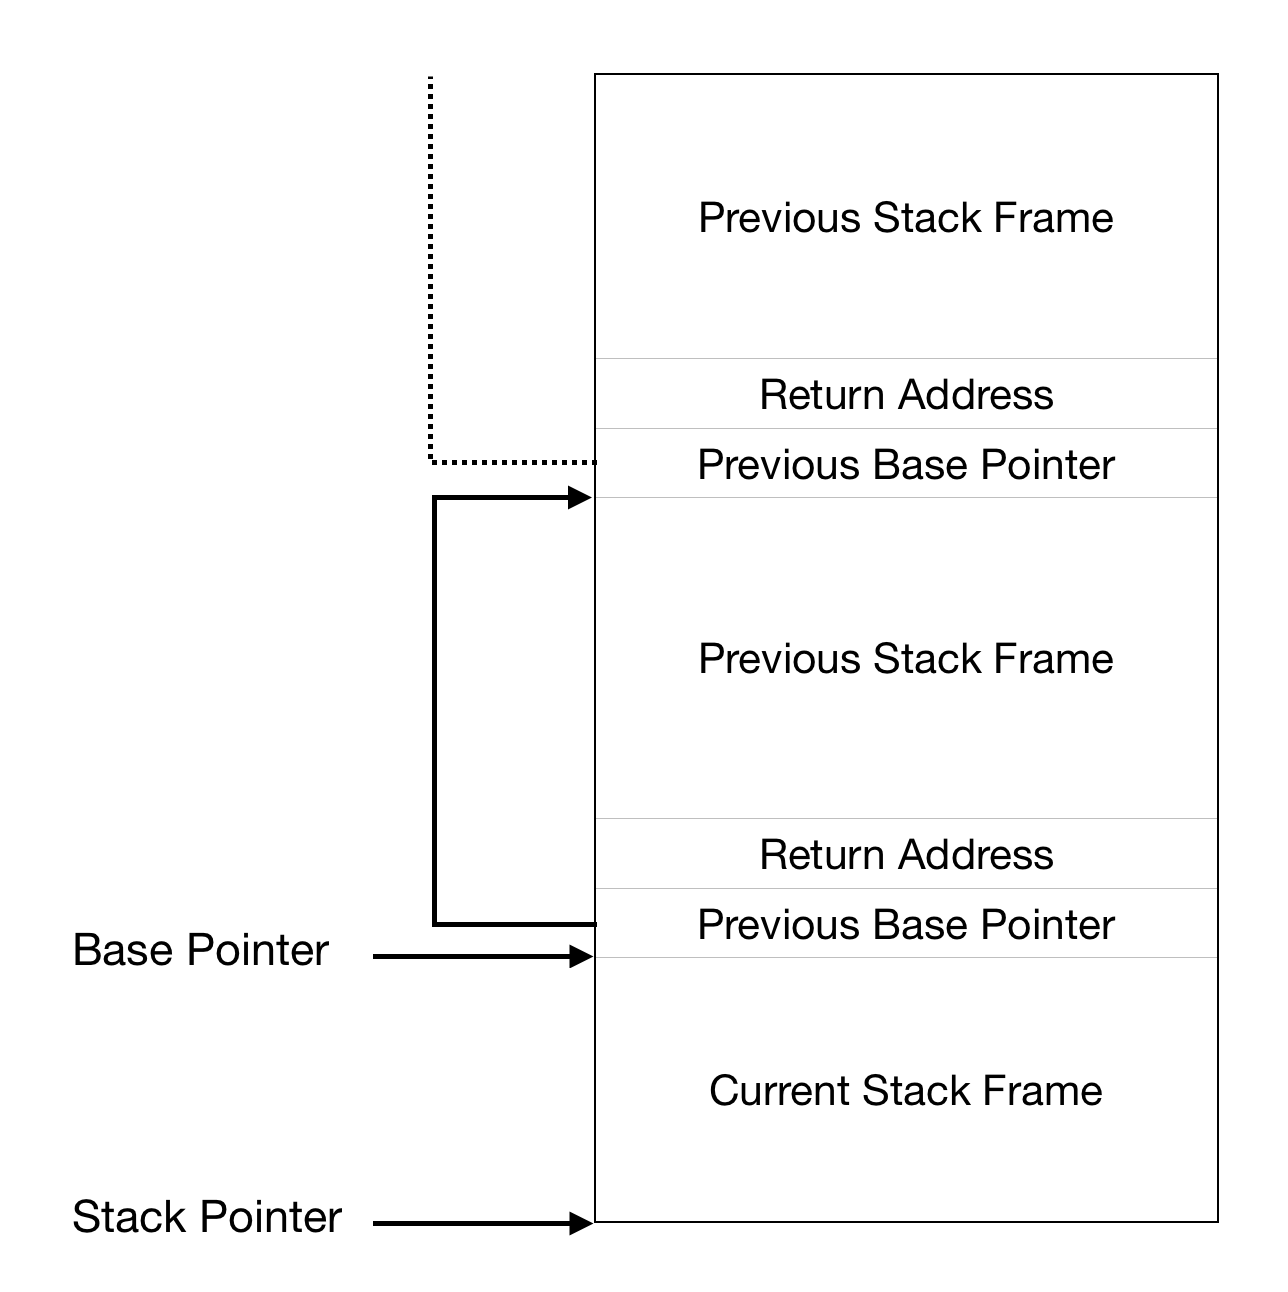 Previous Stack Frame
Return Address
Previous Base Pointer
Previous Stack Frame
Return Address
Previous Base Pointer
Base Pointer
Current Stack Frame
Stack Pointer